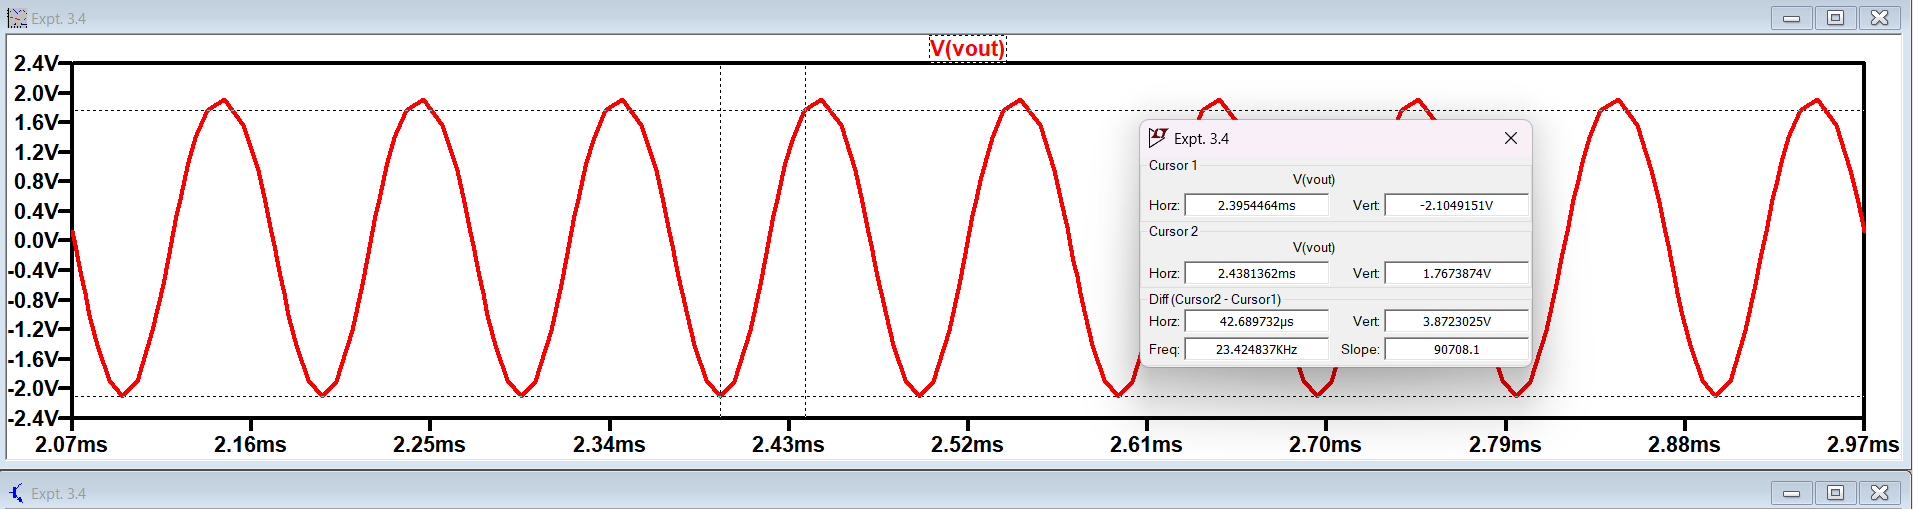 Expt. 3.4
V(vout)
2.4V
2.0V
1.6V
1.2V
0.8V
0.4V
0.0V
-0.4V
-0.8V
-1.2V
-1.6V
-2.0V
-2.4V
2.07ms 2.16ms 2.25ms 2.34ms 2.43ms 2.52ms 2.61ms 2.70ms 2.79ms 2.88ms 2.97ms
Expt. 3.4
Cursor 1
V(vout)
Horz: 2.3954464ms Vert: -2.1049151V
Cursor 2
V(vout)
Horz: 2.4381362ms Vert: 1.7673874V
Diff (Cursor2 - Cursor1)
Horz: 42.689732µs Vert: 3.8723025V
Freq: 23.424837KHz Slope: 90708.1
Expt. 3.4